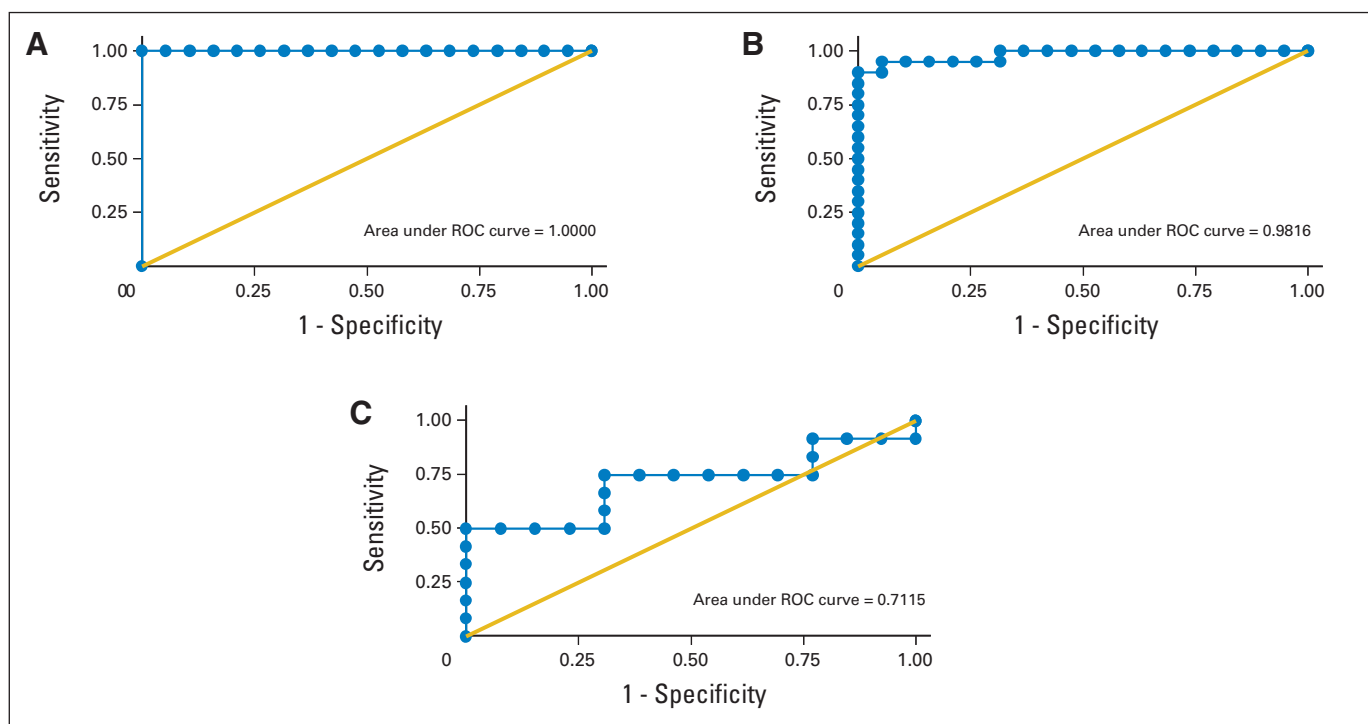 A
1.00
0.75
0.50
0.25
Sensitivity
Area under ROC curve = 1.0000
00 0.25 0.50 0.75 1.00
1 - Specificity
B
1.00
0.75
0.50
0.25
Sensitivity
Area under ROC curve = 0.9816
0 0.25 0.50 0.75 1.00
1 - Specificity
C
1.00
0.75
0.50
0.25
Sensitivity
Area under ROC curve = 0.7115
0 0.25 0.50 0.75 1.00
1 - Specificity